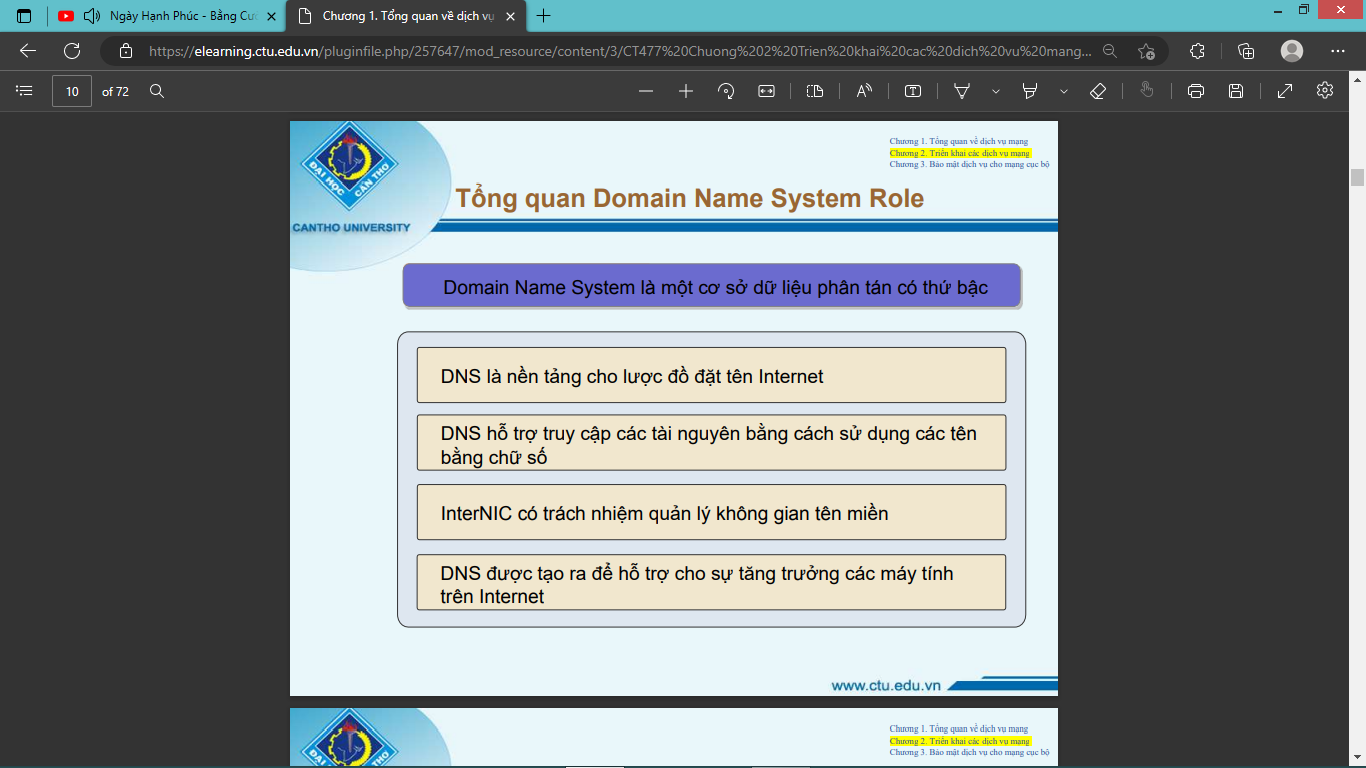 Ngày Hạnh Phúc - Bằng Cườ
Chương 1. Tổng quan về dịch vụ
https://elearning.ctu.edu.vn/pluginfile.php/257647/mod_resource/content/3/CT477%20Chuong%202%20Trien%20khai%20cac%20dich%20vu%20mang...
10 of 72
Chương 1. Tổng quan về dịch vụ mạng
Chương 2. Triển khai các dịch vụ mạng
Chương 3. Bảo mật dịch vụ cho mạng cục bộ
ĐẠI HỌC CẦN THƠ
CANTHO UNIVERSITY
Tổng quan Domain Name System Role
Domain Name System là một cơ sở dữ liệu phân tán có thứ bậc
DNS là nền tảng cho lược đồ đặt tên Internet
DNS hỗ trợ truy cập các tài nguyên bằng cách sử dụng các tên
bằng chữ số
InterNIC có trách nhiệm quản lý không gian tên miền
DNS được tạo ra để hỗ trợ cho sự tăng trưởng các máy tính
trên Internet
www.ctu.edu.vn
Chương 1. Tổng quan về dịch vụ mạng
Chương 2. Triển khai các dịch vụ mạng
Chương 3. Bảo mật dịch vụ cho mạng cục bộ